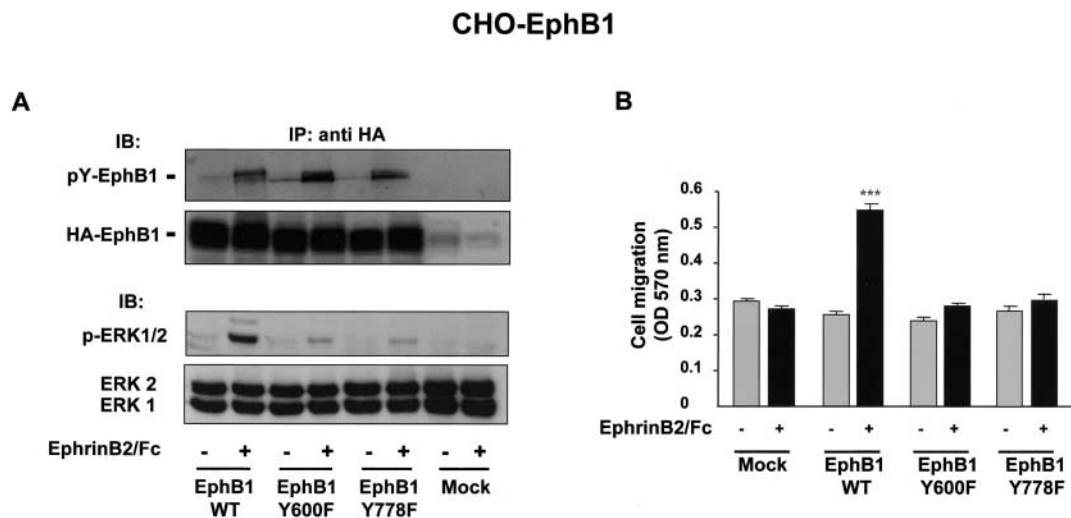 CHO-EphB1
A
IB:
IP: anti HA
pY-EphB1
HA-EphB1
IB:
p-ERK1/2
ERK 2
ERK 1
EphrinB2/Fc - + - + - + - +
EphB1 WT
EphB1 Y600F
EphB1 Y778F
Mock
B
Cell migration
(OD 570 nm)
0.6
0.5
0.4
0.3
0.2
0.1
0
***
EphrinB2/Fc - + - + - + - +
Mock
EphB1 WT
EphB1 Y600F
EphB1 Y778F